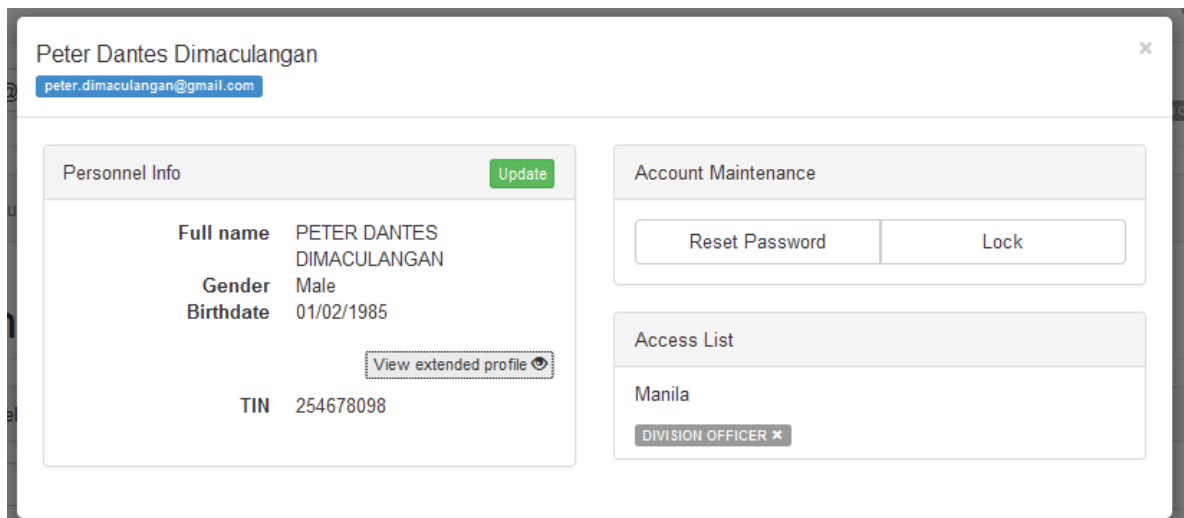 Peter Dantes Dimaculangan
×
peter.dimaculangan@gmail.com
Personnel Info
Update
Full name PETER DANTES
DIMACULANGAN
Gender Male
Birthdate 01/02/1985
View extended profile
TIN 254678098
Account Maintenance
Reset Password
Lock
Access List
Manila
DIVISION OFFICER ×